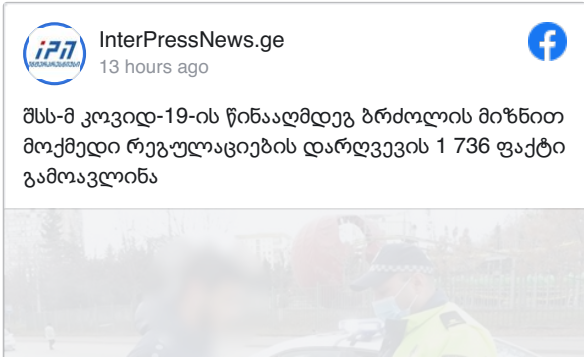 იპნ
InterPressNews.ge
13 hours ago
შსს-მ კოვიდ-19-ის წინააღმდეგ ბრძოლის მიზნით
მოქმედი რეგულაციების დარღვევის 1 736 ფაქტი
გამოავლინა